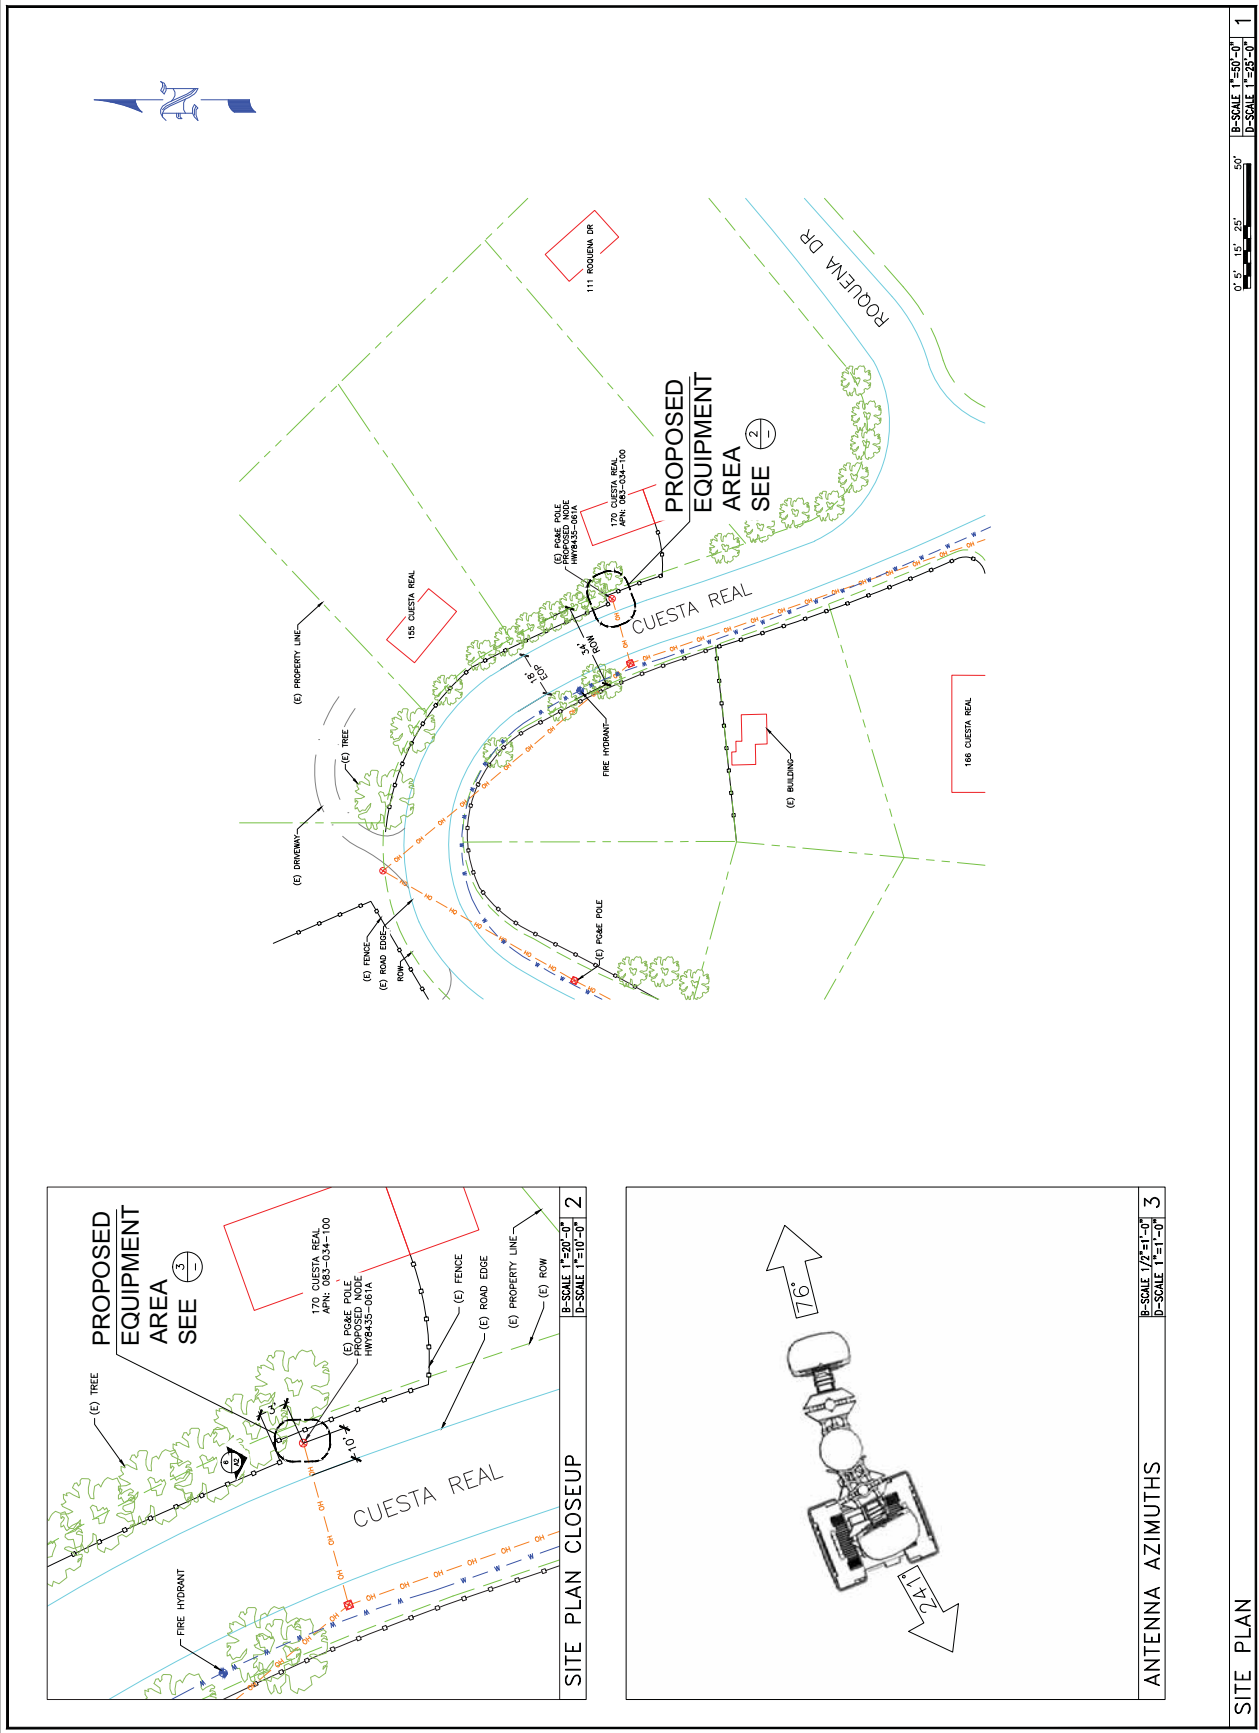 N
(E) PROPERTY LINE
(E) TREE
(E) DRIVEWAY
(E) FENCE
(E) ROAD EDGE
ROW
155 CUESTA REAL
111 ROQUENA DR
ROQUENA DR
(E) PG&E POLE
PROPOSED NODE
HWY8435-061A
170 CUESTA REAL
APN: 083-034-100
PROPOSED
EQUIPMENT
AREA
SEE
2
-
CUESTA REAL
18'
EOP
34'
ROW
FIRE HYDRANT
(E) BUILDING
166 CUESTA REAL
(E) PG&E POLE
OH
W
SITE PLAN
0' 5' 15' 25' 50'
B-SCALE 1"=50'-0"
D-SCALE 1"=25'-0"
1
PROPOSED
EQUIPMENT
AREA
SEE
3
-
(E) TREE
FIRE HYDRANT
6
A2
3'
10'
CUESTA REAL
170 CUESTA REAL
APN: 083-034-100
(E) PG&E POLE
PROPOSED NODE
HWY8435-061A
(E) FENCE
(E) ROAD EDGE
(E) PROPERTY LINE
(E) ROW
OH
W
SITE PLAN CLOSEUP
B-SCALE 1"=20'-0"
D-SCALE 1"=10'-0"
2
76°
241°
ANTENNA AZIMUTHS
B-SCALE 1/2"=1'-0"
D-SCALE 1"=1'-0"
3